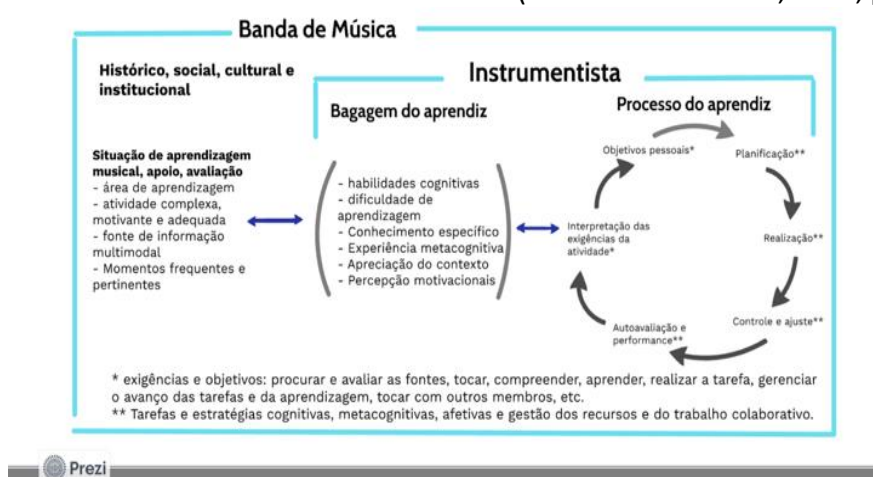 Banda de Música
Histórico, social, cultural e
institucional
Instrumentista
Bagagem do aprendiz
Processo do aprendiz
Situação de aprendizagem
musical, apoio, avaliação
- área de aprendizagem
- atividade complexa,
motivante e adequada
- fonte de informação
multimodal
- Momentos frequentes e
pertinentes
- habilidades cognitivas
- dificuldade de
aprendizagem
- Conhecimento específico
- Experiência metacognitiva
- Apreciação do contexto
- Percepção motivacionais
Objetivos pessoais*
Planificação**
Realização**
Controle e ajuste**
Autoavaliação e
performance**
Interpretação das
exigências da
atividade*
* exigências e objetivos: procurar e avaliar as fontes, tocar, compreender, aprender, realizar a tarefa, gerenciar
o avanço das tarefas e da aprendizagem, tocar com outros membros, etc.
** Tarefas e estratégias cognitivas, metacognitivas, afetivas e gestão dos recursos e do trabalho colaborativo.
Prezi